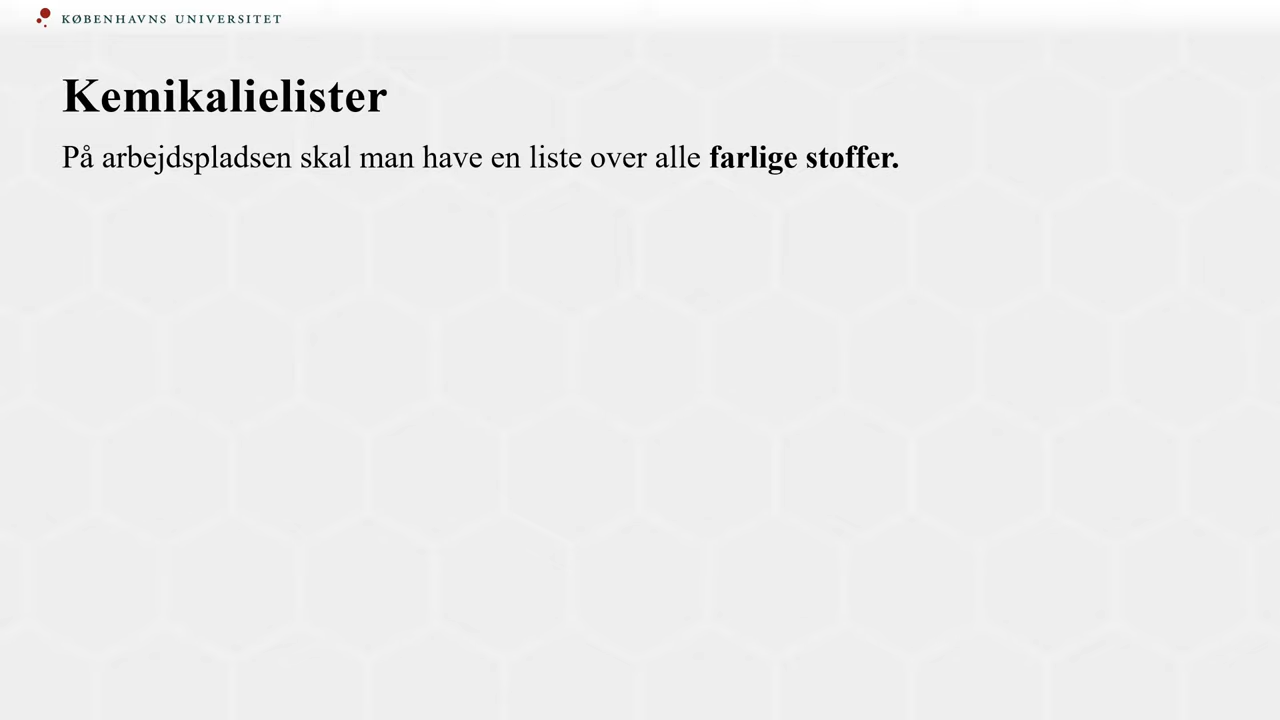 KØBENHAVNS UNIVERSITET
Kemikalielister
På arbejdspladsen skal man have en liste over alle farlige stoffer.